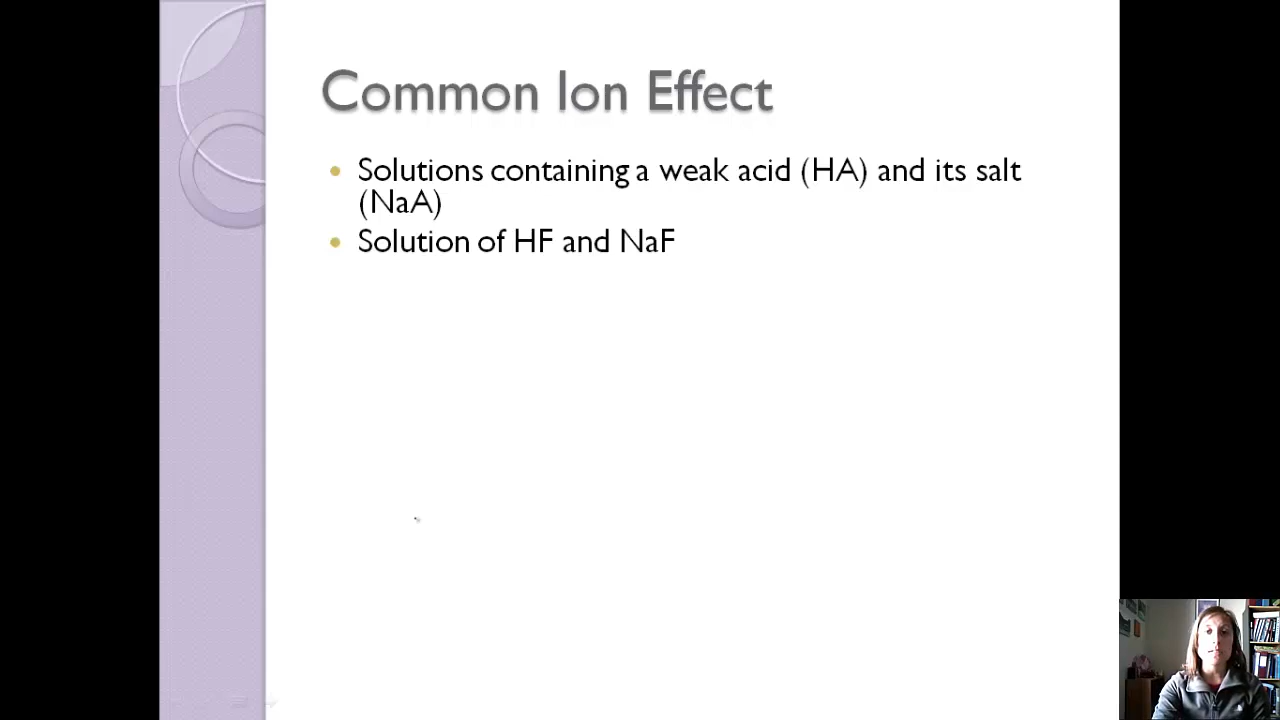 Common Ion Effect
Solutions containing a weak acid (HA) and its salt
(NaA)
Solution of HF and NaF